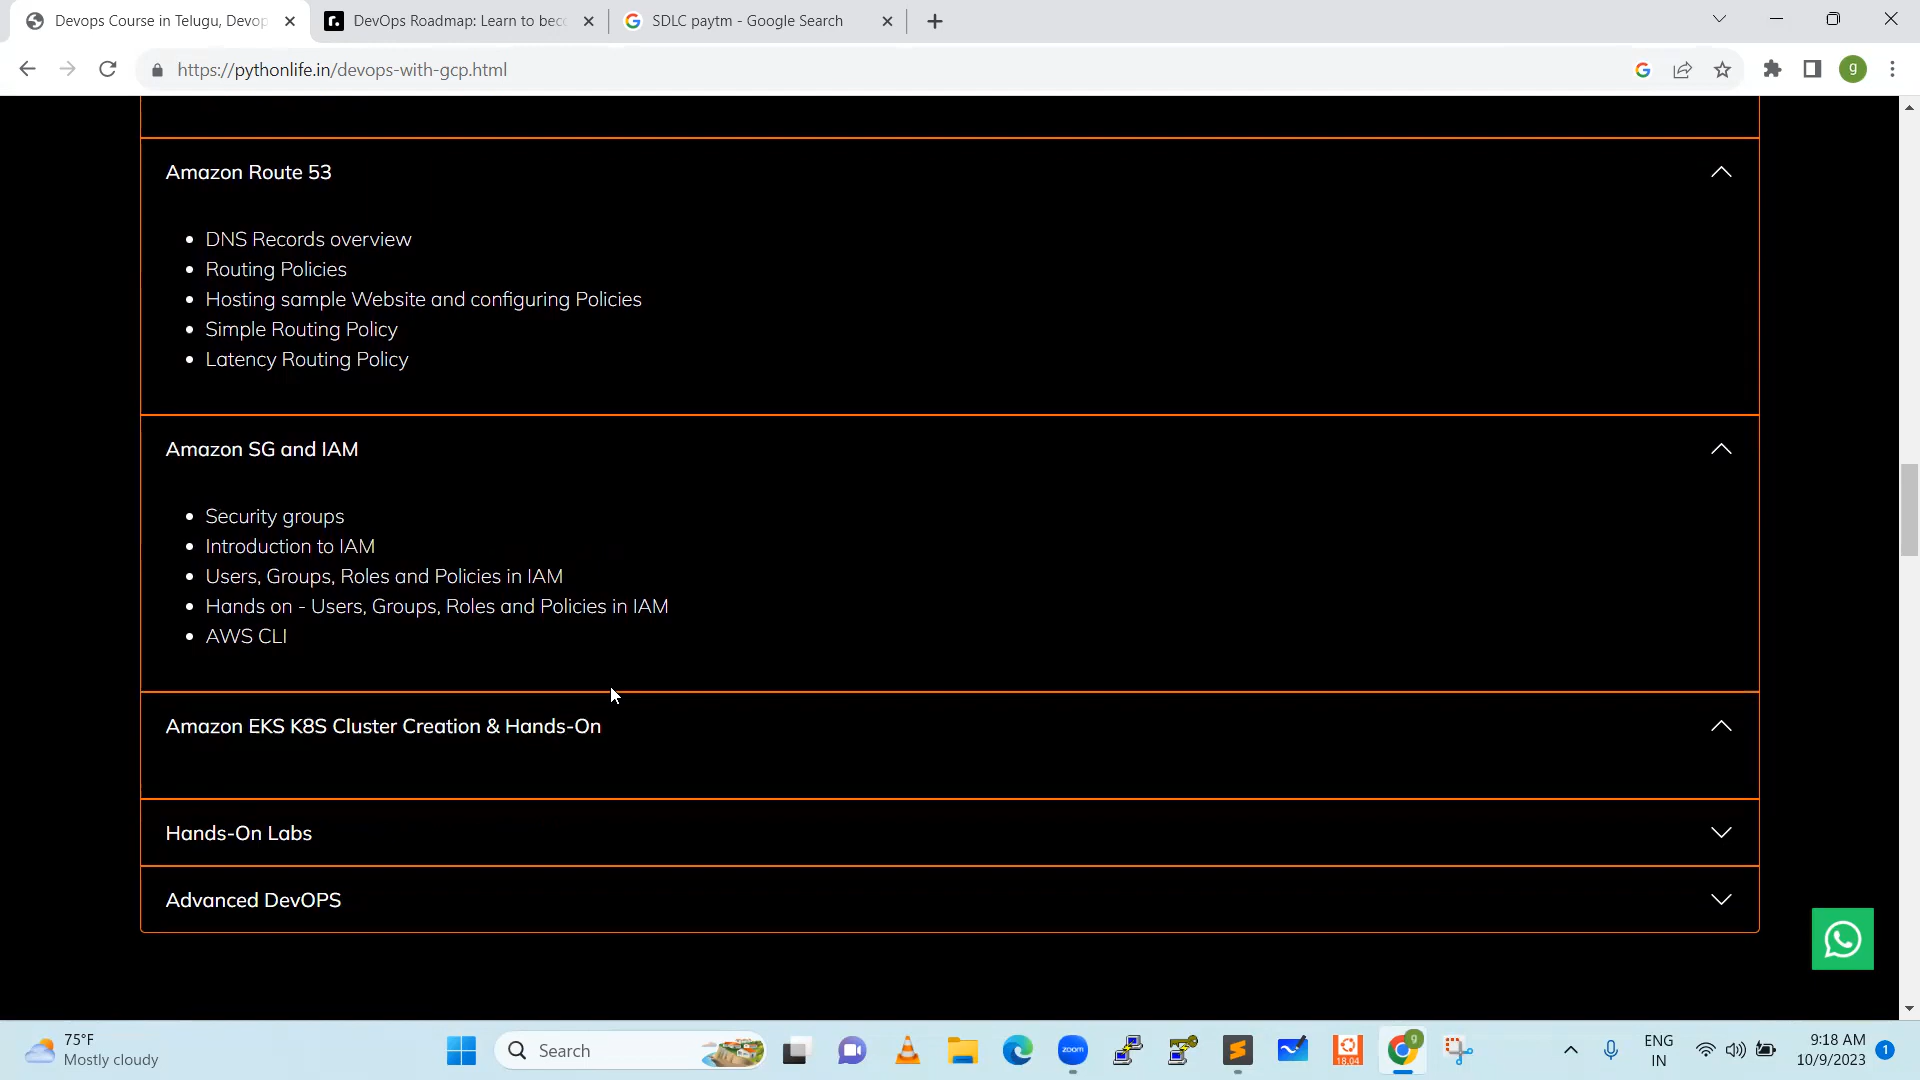 Devops Course in Telugu, Devop
DevOps Roadmap: Learn to bec
SDLC paytm - Google Search
https://pythonlife.in/devops-with-gcp.html
g
Amazon Route 53
DNS Records overview
Routing Policies
Hosting sample Website and configuring Policies
Simple Routing Policy
Latency Routing Policy
Amazon SG and IAM
Security groups
Introduction to IAM
Users, Groups, Roles and Policies in IAM
Hands on - Users, Groups, Roles and Policies in IAM
AWS CLI
Amazon EKS K8S Cluster Creation & Hands-On
Hands-On Labs
Advanced DevOPS
75°F
Mostly cloudy
Search
zoom
18.04
g
ENG
IN
9:18 AM
10/9/2023
1